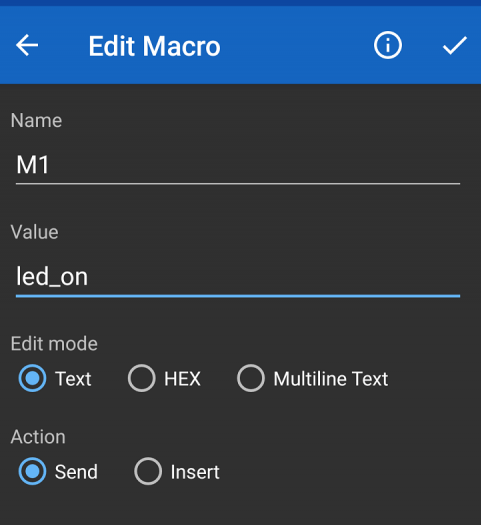 Edit Macro
Name
M1
Value
led_on
Edit mode
Text HEX Multiline Text
Action
Send Insert